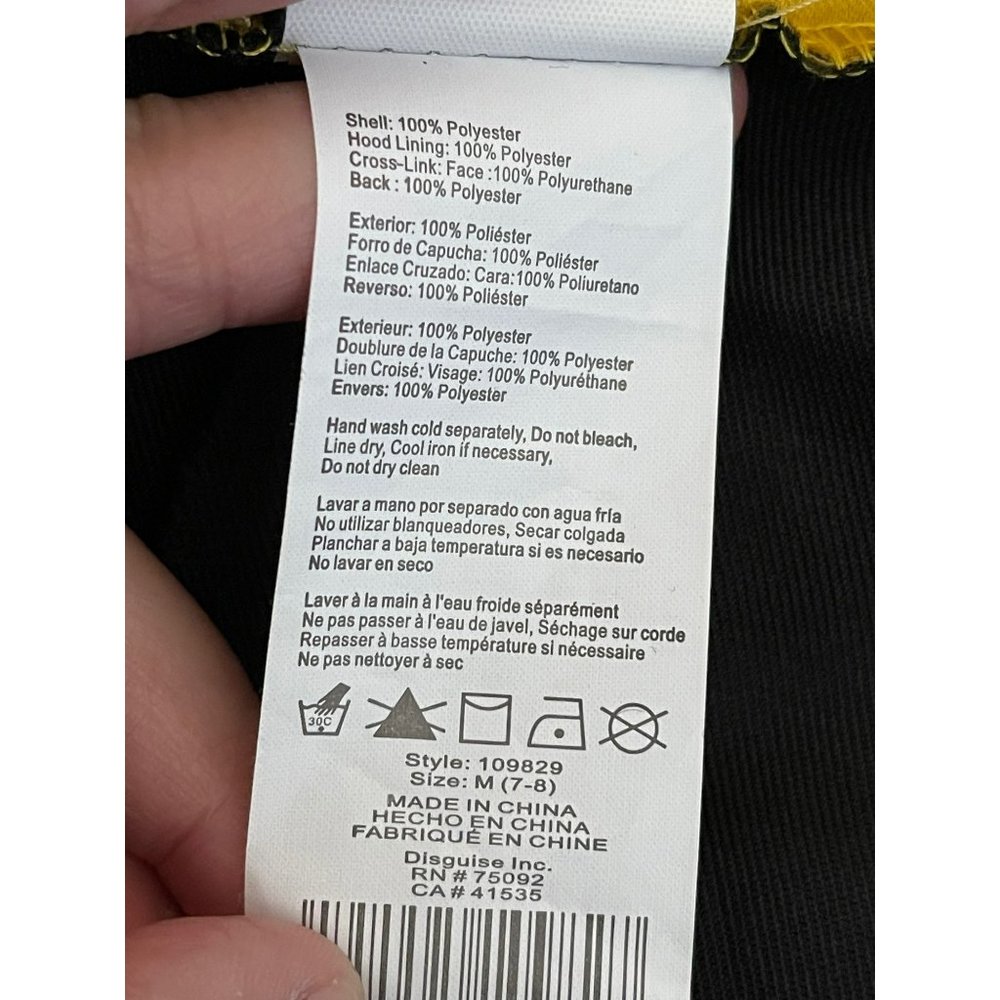 Shell: 100% Polyester
Hood Lining: 100% Polyester
Cross-Link: Face :100% Polyurethane
Back : 100% Polyester
Exterior: 100% Poliéster
Forro de Capucha: 100% Poliéster
Enlace Cruzado: Cara:100% Poliuretano
Reverso: 100% Poliéster
Exterieur: 100% Polyester
Doublure de la Capuche: 100% Polyester
Lien Croisé: Visage: 100% Polyuréthane
Envers: 100% Polyester
Hand wash cold separately, Do not bleach,
Line dry, Cool iron if necessary,
Do not dry clean
Lavar a mano por separado con agua fría
No utilizar blanqueadores, Secar colgada
Planchar a baja temperatura si es necesario
No lavar en seco
Laver à la main à l'eau froide séparément
Ne pas passer à l'eau de javel, Séchage sur corde
Repasser à basse température si nécessaire
Ne pas nettoyer à sec
30C
Style: 109829
Size: M (7-8)
MADE IN CHINA
HECHO EN CHINA
FABRIQUÉ EN CHINE
Disguise Inc.
RN # 75092
CA # 41535